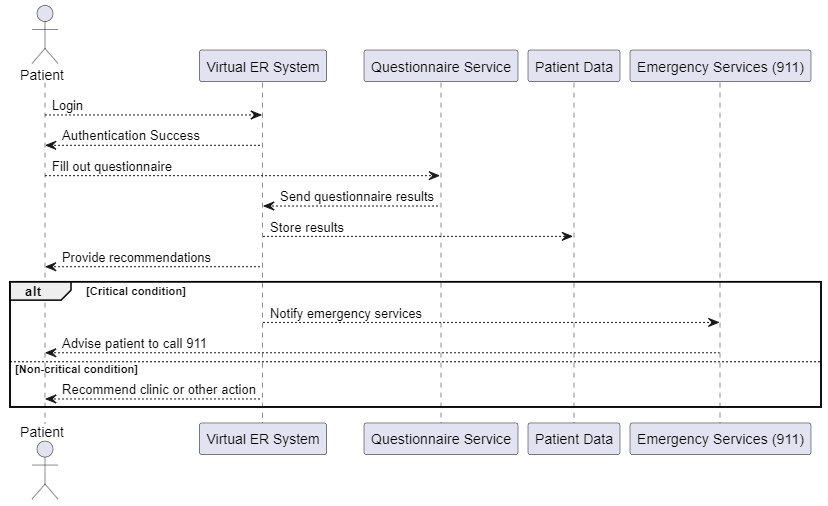 Patient
Virtual ER System
Questionnaire Service
Patient Data
Emergency Services (911)
Login
Authentication Success
Fill out questionnaire
Send questionnaire results
Store results
Provide recommendations
alt
[Critical condition]
Notify emergency services
Advise patient to call 911
[Non-critical condition]
Recommend clinic or other action
Patient
Virtual ER System
Questionnaire Service
Patient Data
Emergency Services (911)